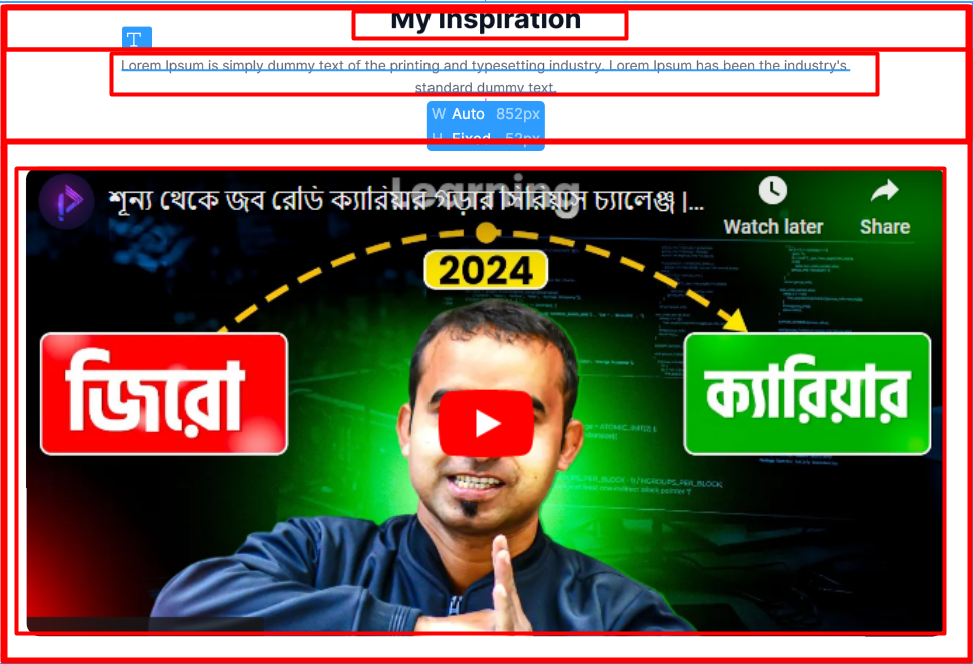 My Inspiration
T
Lorem Ipsum is simply dummy text of the printing and typesetting industry. Lorem Ipsum has been the industry's
standard dummy text.
W Auto 852px
H Fixed 52px
Learning
শূন্য থেকে জব রেডি ক্যারিয়ার গড়ার সিরিয়াস চ্যালেঞ্জ |...
Watch later
Share
2024
জিরো
ক্যারিয়ার